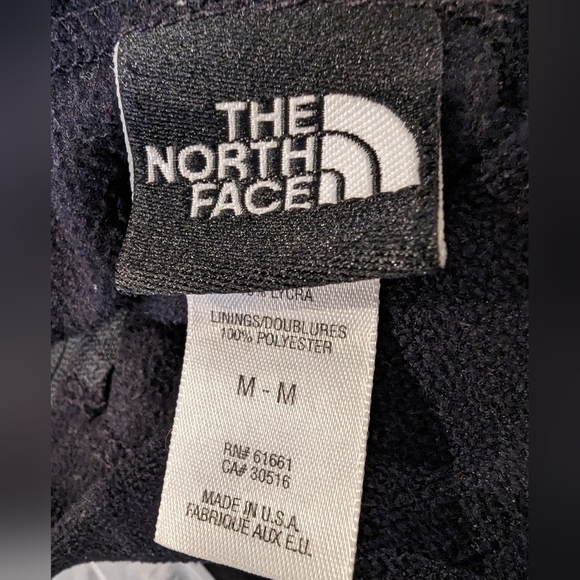 THE
NORTH
FACE
LYCRA
LININGS/DOUBLURES
100% POLYESTER
M - M
RN# 61661
CA# 30516
MADE IN U.S.A.
FABRIQUE AUX E.U.